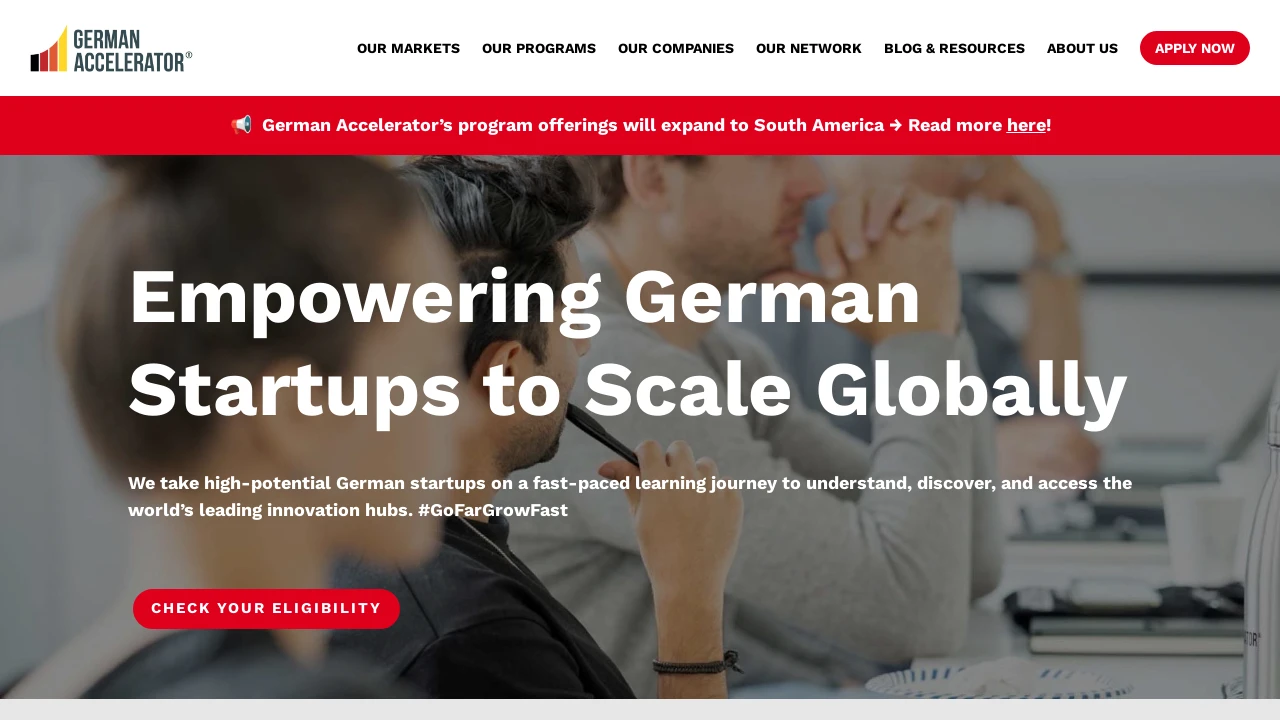 GERMAN
ACCELERATOR®
OUR MARKETS
OUR PROGRAMS
OUR COMPANIES
OUR NETWORK
BLOG & RESOURCES
ABOUT US
APPLY NOW
📢 German Accelerator’s program offerings will expand to South America → Read more here!
Empowering German
Startups to Scale Globally
We take high-potential German startups on a fast-paced learning journey to understand, discover, and access the
world’s leading innovation hubs. #GoFarGrowFast
CHECK YOUR ELIGIBILITY